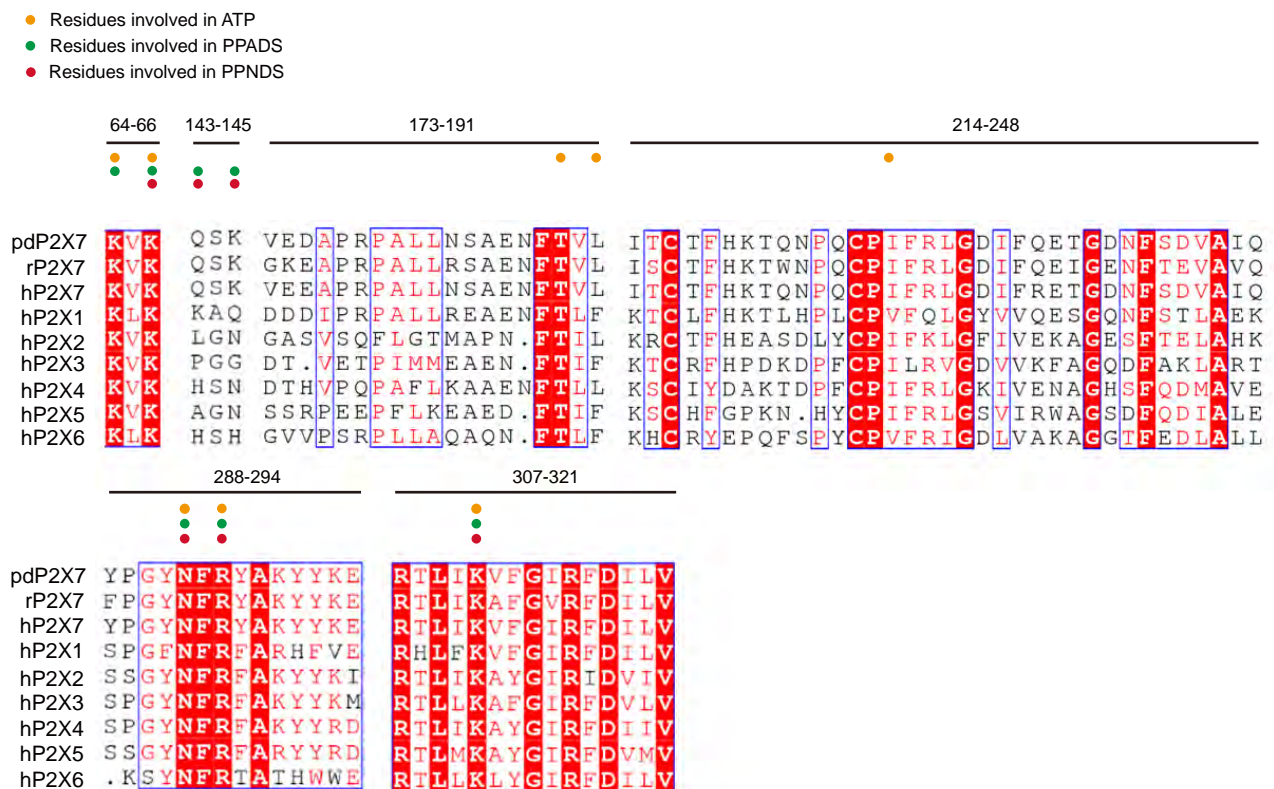 Residues involved in ATP
Residues involved in PPADS
Residues involved in PPNDS
64-66 143-145 173-191 214-248
pdP2X7 KVK QSK VEDAPRPALLNSAENFTVL ITCTFHKTQNPQCPIFRLGDIFQETGDNFSDVAIQ
rP2X7 KVK QSK GKEAPRPALLRSAENFTVL ISCTFHKTWNPQCPIFRLGDIFQEIGENFTEVAVQ
hP2X7 KVK QSK VEEAPRPALLNSAENFTVL ITCTFHKTQNPQCPIFRLGDIFRETGDNFSDVAIQ
hP2X1 KLK KAQ DDDIPRPALLREAENFTLF KTCLFHKTLHPLCPVFQLGYVVQESGQNFSTLAEK
hP2X2 KVK LGN GASVSQFLGTMAPN.FTIL KRCTFHEASDLYCPIFKLGFIVEKAGESFTELAHK
hP2X3 KVK PGG DT.VETPIMMEAEN.FTIF KTCRFHPDKDPFCPILRVGDVVKFAGQDFAKLART
hP2X4 KVK HSN DTHVPQPAFLKAAENFTLL KSCIYDAKTDPFCPIFRLGKIVENAGHSFQDMAVE
hP2X5 KVK AGN SSRPEEPFLKEAED.FTIF KSCHFGPKN.HYCPIFRLGSVIRWAGSDFQDIALE
hP2X6 KLK HSH GVVPSRPLLAQAQN.FTLF KHCRYEPQFSPYCPVFRIGDLVAKAGGTFEDLALL
288-294 307-321
pdP2X7 YPGYNFRYAKYYKE RTLIKVFGIRFDILV
rP2X7 FPGYNFRYAKYYKE RTLIKAFGVRFDILV
hP2X7 YPGYNFRYAKYYKE RTLIKVFGIRFDILV
hP2X1 SPGFNFRFARHFVE RHLFKVFGIRFDILV
hP2X2 SSGYNFRFAKYYKI RTLIKAYGIRIDVIV
hP2X3 SPGYNFRFAKYYKM RTLLKAFGIRFDVLV
hP2X4 SPGYNFRFAKYYRD RTLIKAYGIRFDIIV
hP2X5 SSGYNFRFARYYRD RTLMKAYGIRFDVMV
hP2X6 .KSYNFRTATHWWE RTLLKLYGIRFDILV